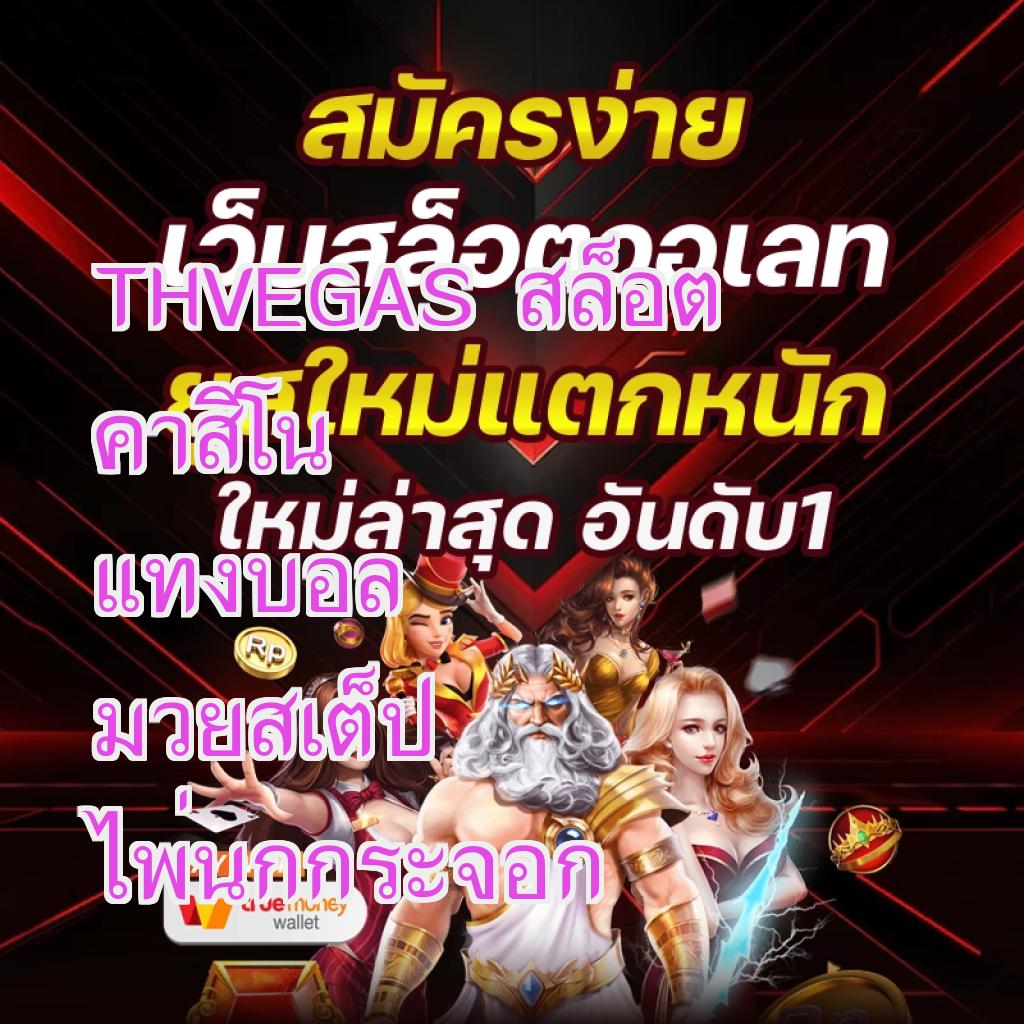 สมัครง่าย
เว็บสล็อตวอเลท
THVEGAS สล็อต
ใหม่แตกหนัก
คาสิโน
ใหม่ล่าสุด อันดับ1
แทงบอล
Rp
มวยสเต็ป
ไพ่นกกระจอก
truemoney
wallet